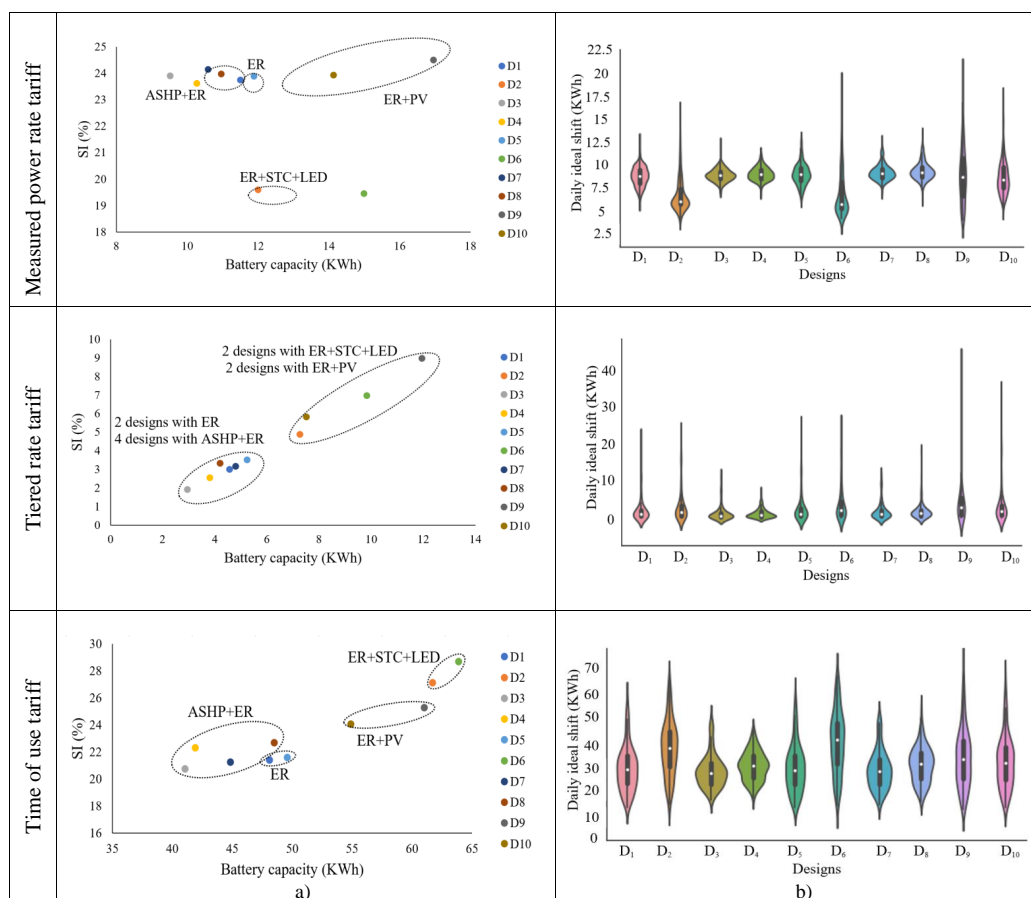 Measured power rate tariff
25
24
23
22
21
20
19
18
8
10
12
14
16
18
SI (%)
Battery capacity (KWh)
ER
ASHP+ER
ER+PV
ER+STC+LED
D1
D2
D3
D4
D5
D6
D7
D8
D9
D10
22.5
20
17.5
15
12.5
10
7.5
5
2.5
Daily ideal shift (KWh)
D1
D2
D3
D4
D5
D6
D7
D8
D9
D10
Designs
Tiered rate tariff
10
9
8
7
6
5
4
3
2
1
0
0
2
4
6
8
10
12
14
SI (%)
Battery capacity (KWh)
2 designs with ER+STC+LED
2 designs with ER+PV
2 designs with ER
4 designs with ASHP+ER
D1
D2
D3
D4
D5
D6
D7
D8
D9
D10
40
30
20
10
0
Daily ideal shift (KWh)
D1
D2
D3
D4
D5
D6
D7
D8
D9
D10
Designs
Time of use tariff
30
28
26
24
22
20
18
16
35
40
45
50
55
60
65
SI (%)
Battery capacity (KWh)
ER+STC+LED
ASHP+ER
ER+PV
ER
D1
D2
D3
D4
D5
D6
D7
D8
D9
D10
a)
70
60
50
40
30
20
10
0
Daily ideal shift (KWh)
D1
D2
D3
D4
D5
D6
D7
D8
D9
D10
Designs
b)